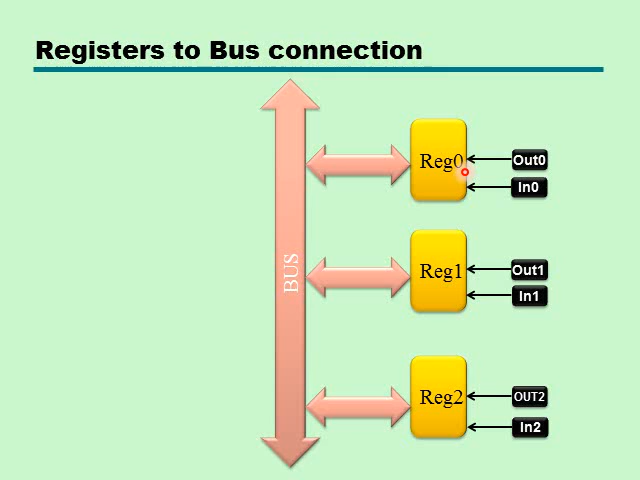 Registers to Bus connection
Reg0
Out0
In0
BUS
Reg1
Out1
In1
Reg2
OUT2
In2